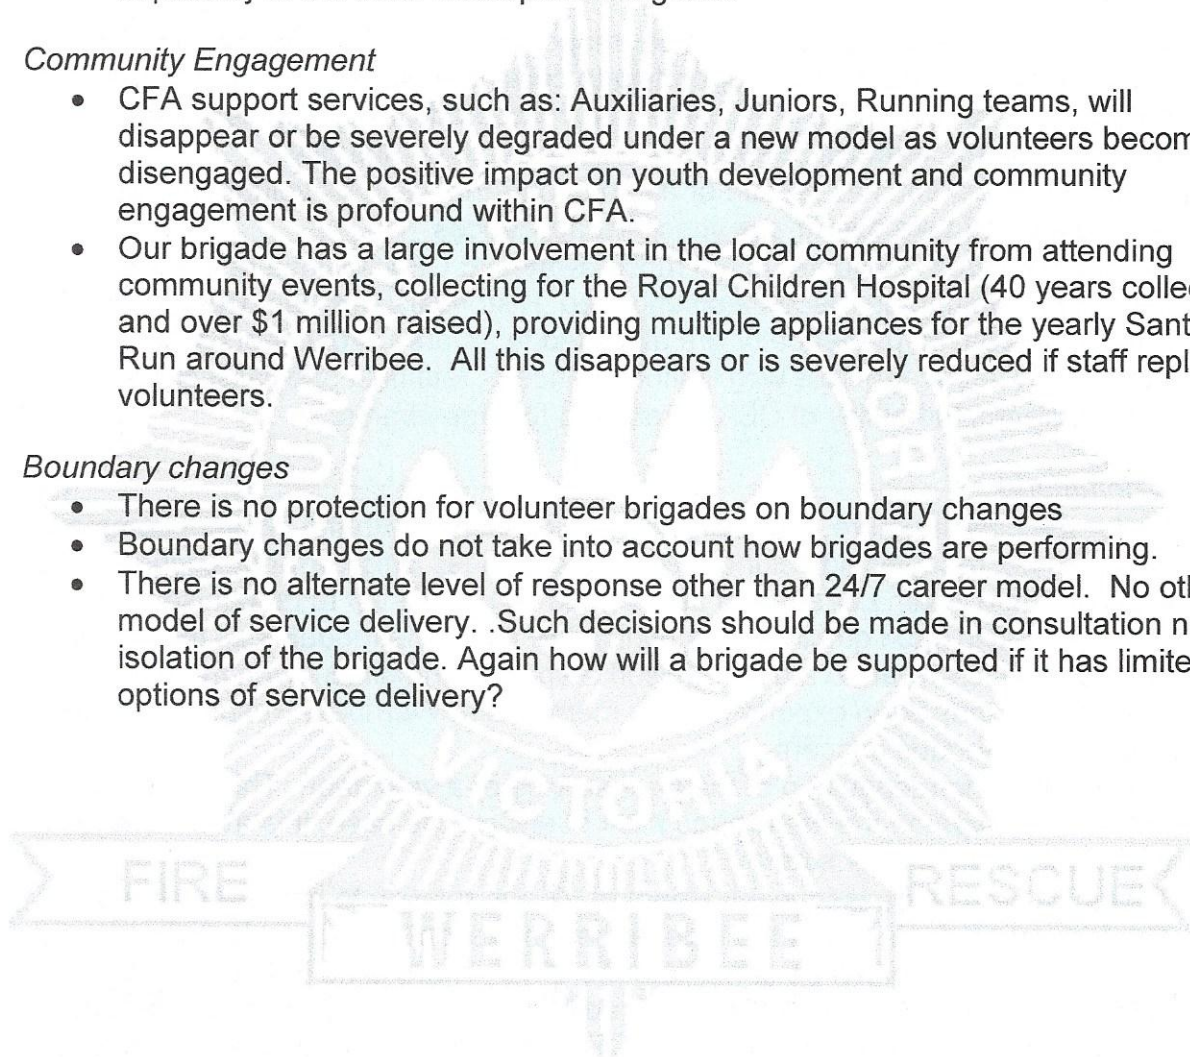 Community Engagement
• CFA support services, such as: Auxiliaries, Juniors, Running teams, will
disappear or be severely degraded under a new model as volunteers becom
disengaged. The positive impact on youth development and community
engagement is profound within CFA.
• Our brigade has a large involvement in the local community from attending
community events, collecting for the Royal Children Hospital (40 years colle
and over $1 million raised), providing multiple appliances for the yearly Sant
Run around Werribee.  All this disappears or is severely reduced if staff repl
volunteers.
Boundary changes
• There is no protection for volunteer brigades on boundary changes
• Boundary changes do not take into account how brigades are performing.
• There is no alternate level of response other than 24/7 career model.  No oth
model of service delivery. .Such decisions should be made in consultation n
isolation of the brigade. Again how will a brigade be supported if it has limite
options of service delivery?
VICTORIA
FIRE
RESCUE
WERRIBEE